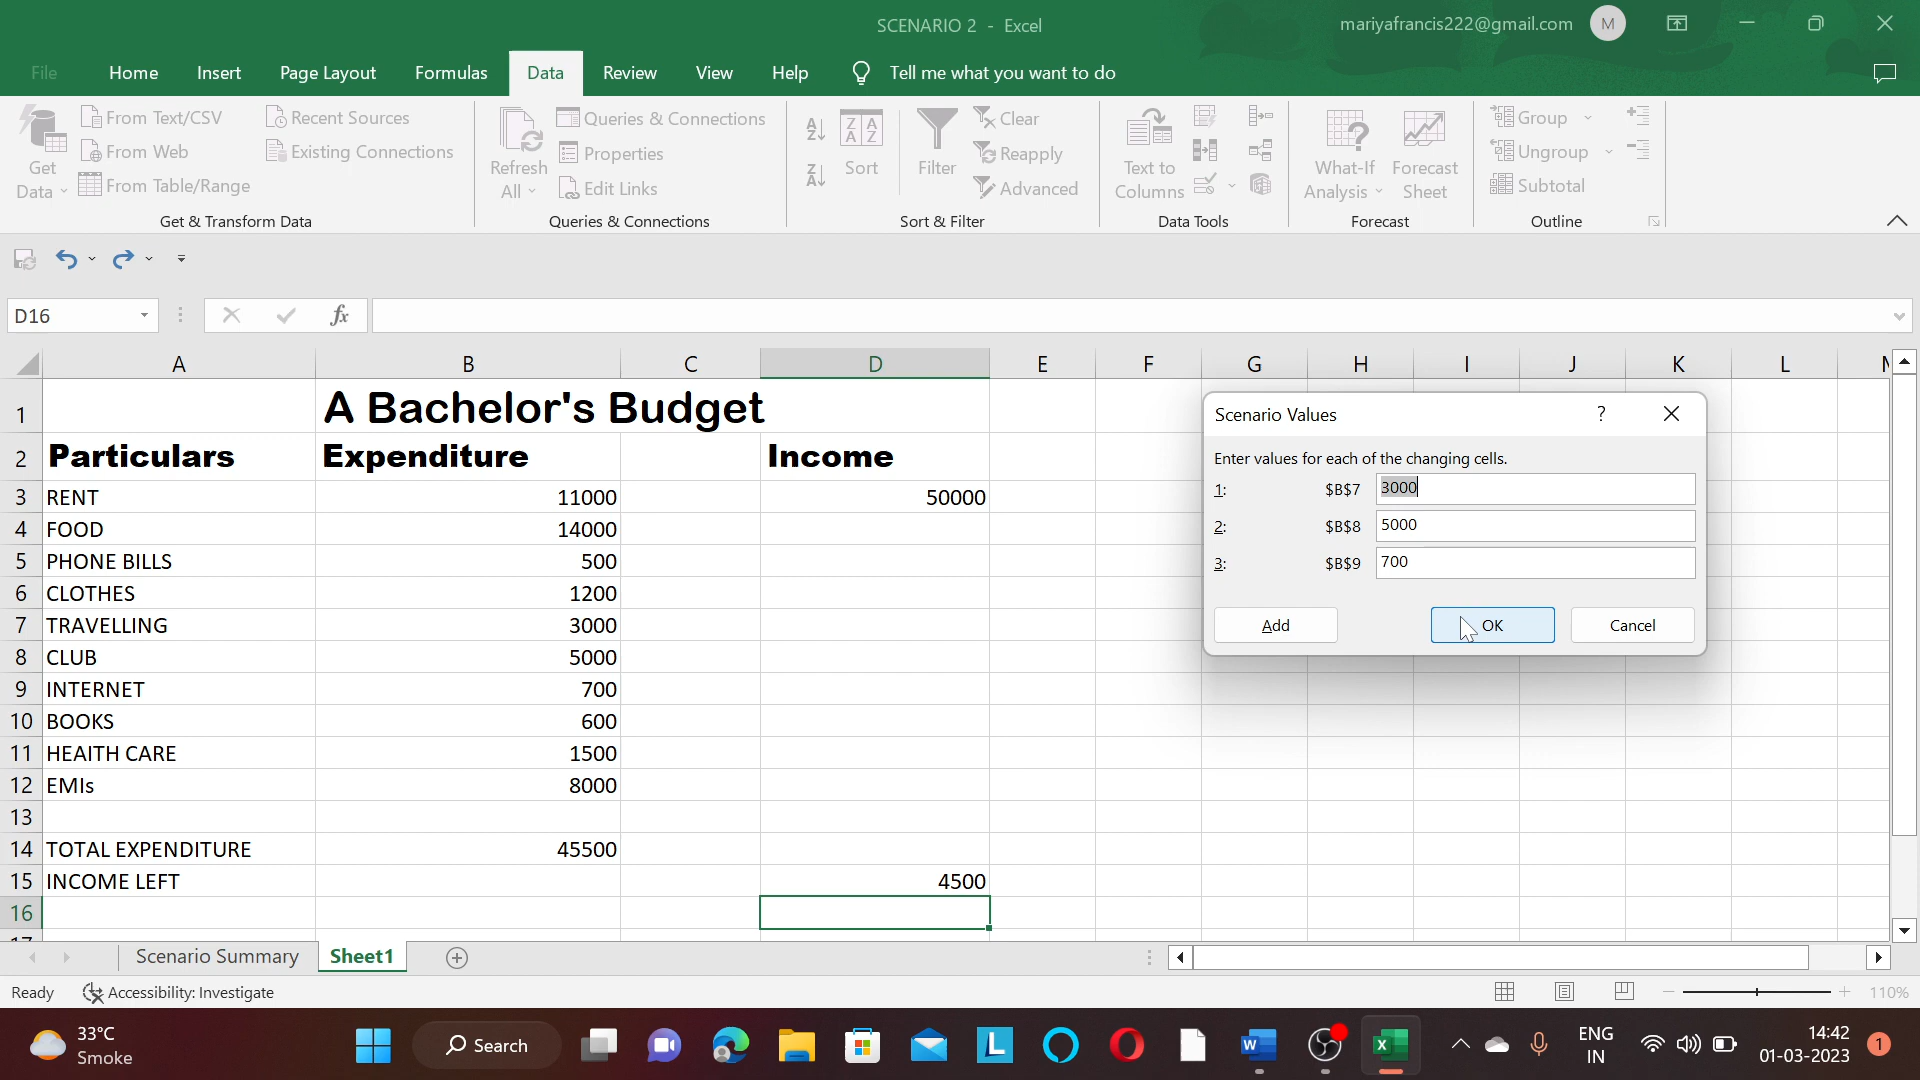 SCENARIO 2 - Excel
mariyafrancis222@gmail.com M
File Home Insert Page Layout Formulas Data Review View Help Tell me what you want to do
Get Data
From Text/CSV
From Web
From Table/Range
Recent Sources
Existing Connections
Get & Transform Data
Refresh All
Queries & Connections
Properties
Edit Links
Queries & Connections
Sort
Filter
Clear
Reapply
Advanced
Sort & Filter
Text to Columns
Data Tools
What-If Analysis
Forecast Sheet
Forecast
Group
Ungroup
Subtotal
Outline
D16 fx
A B C D E F G H I J K L
1 A Bachelor's Budget
2 Particulars Expenditure Income
3 RENT 11000 50000
4 FOOD 14000
5 PHONE BILLS 500
6 CLOTHES 1200
7 TRAVELLING 3000
8 CLUB 5000
9 INTERNET 700
10 BOOKS 600
11 HEAITH CARE 1500
12 EMIs 8000
13
14 TOTAL EXPENDITURE 45500
15 INCOME LEFT 4500
16
Scenario Values ?
Enter values for each of the changing cells.
1: $B$7 3000
2: $B$8 5000
3: $B$9 700
Add OK Cancel
Scenario Summary Sheet1
Ready Accessibility: Investigate 110%
33°C
Smoke
Search
ENG
IN
14:42
01-03-2023
1